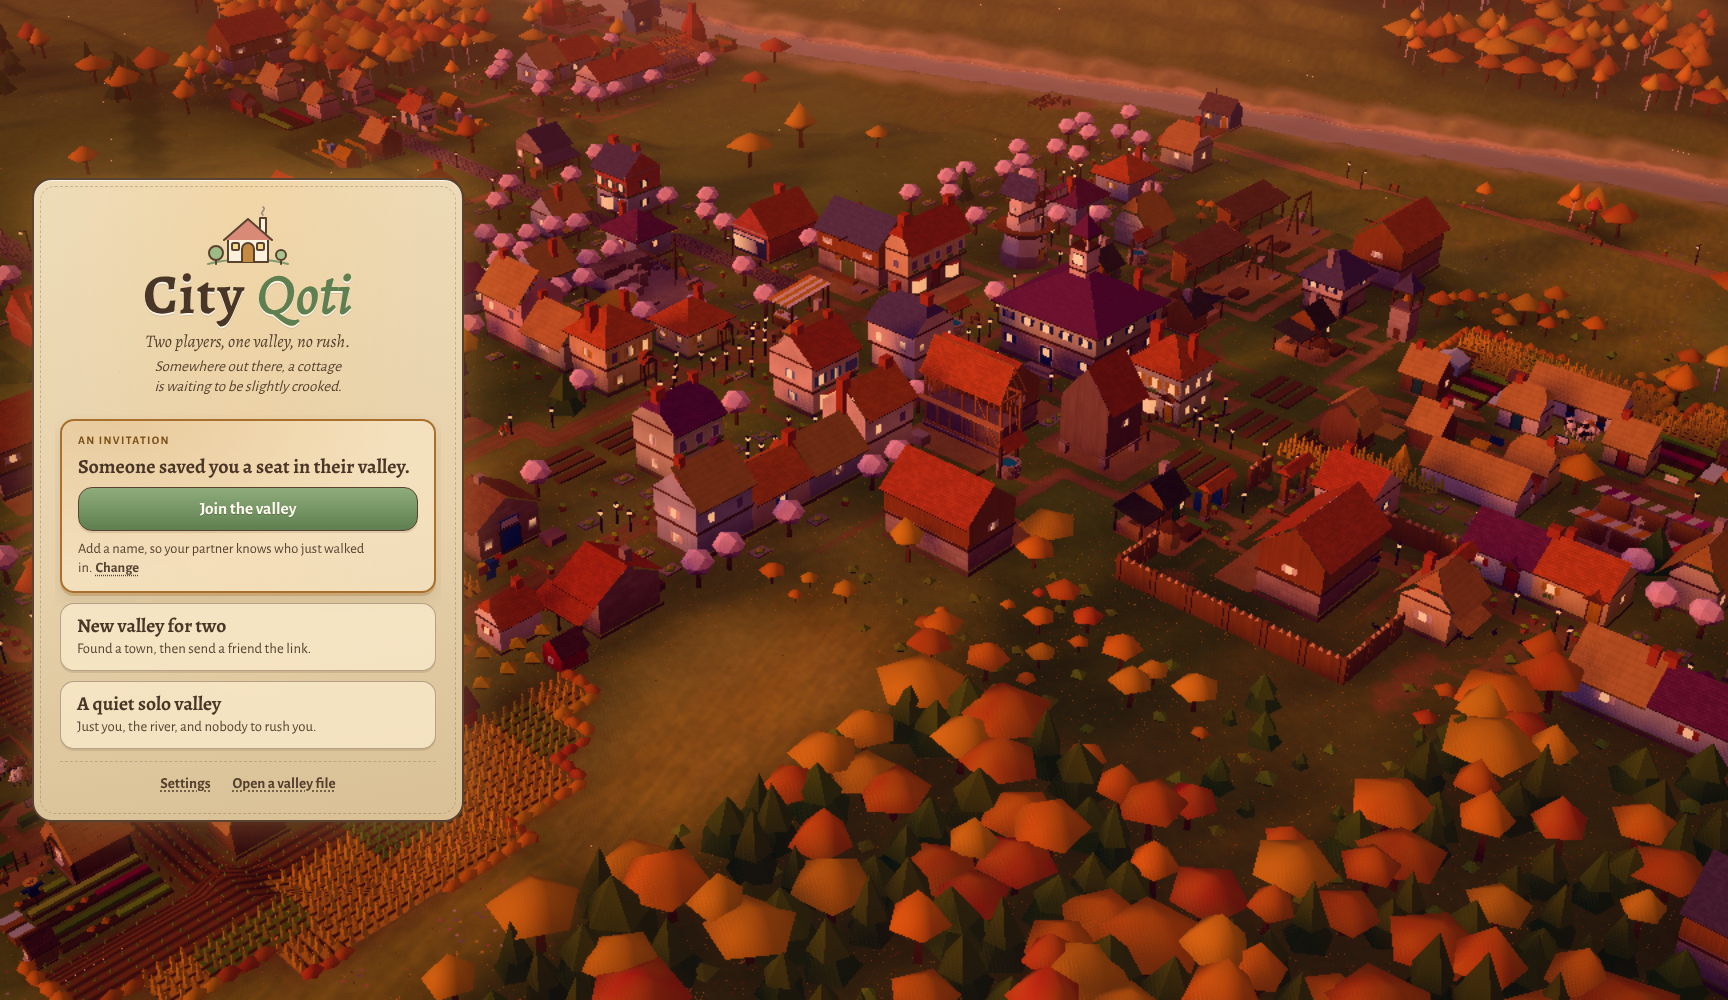 City Qoti
Two players, one valley, no rush.
Somewhere out there, a cottage
is waiting to be slightly crooked.
AN INVITATION
Someone saved you a seat in their valley.
Join the valley
Add a name, so your partner knows who just walked
in. Change
New valley for two
Found a town, then send a friend the link.
A quiet solo valley
Just you, the river, and nobody to rush you.
Settings Open a valley file